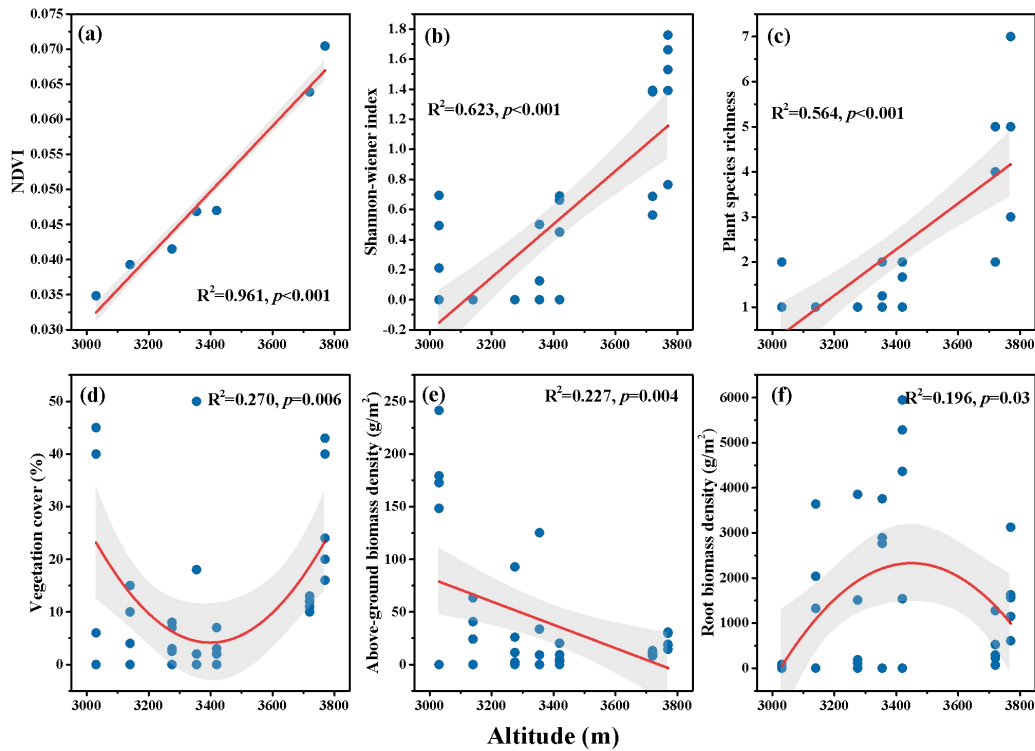 (a)
R²=0.961, p<0.001
NDVI
0.075
0.070
0.065
0.060
0.055
0.050
0.045
0.040
0.035
0.030
3000 3200 3400 3600 3800
(b)
R²=0.623, p<0.001
Shannon-wiener index
1.8
1.6
1.4
1.2
1.0
0.8
0.6
0.4
0.2
0.0
-0.2
3000 3200 3400 3600 3800
(c)
R²=0.564, p<0.001
Plant species richness
7
6
5
4
3
2
1
3000 3200 3400 3600 3800
(d)
R²=0.270, p=0.006
Vegetation cover (%)
50
40
30
20
10
0
3000 3200 3400 3600 3800
(e)
R²=0.227, p=0.004
Above-ground biomass density (g/m²)
250
200
150
100
50
0
3000 3200 3400 3600 3800
(f)
R²=0.196, p=0.03
Root biomass density (g/m²)
6000
5000
4000
3000
2000
1000
0
3000 3200 3400 3600 3800
Altitude (m)